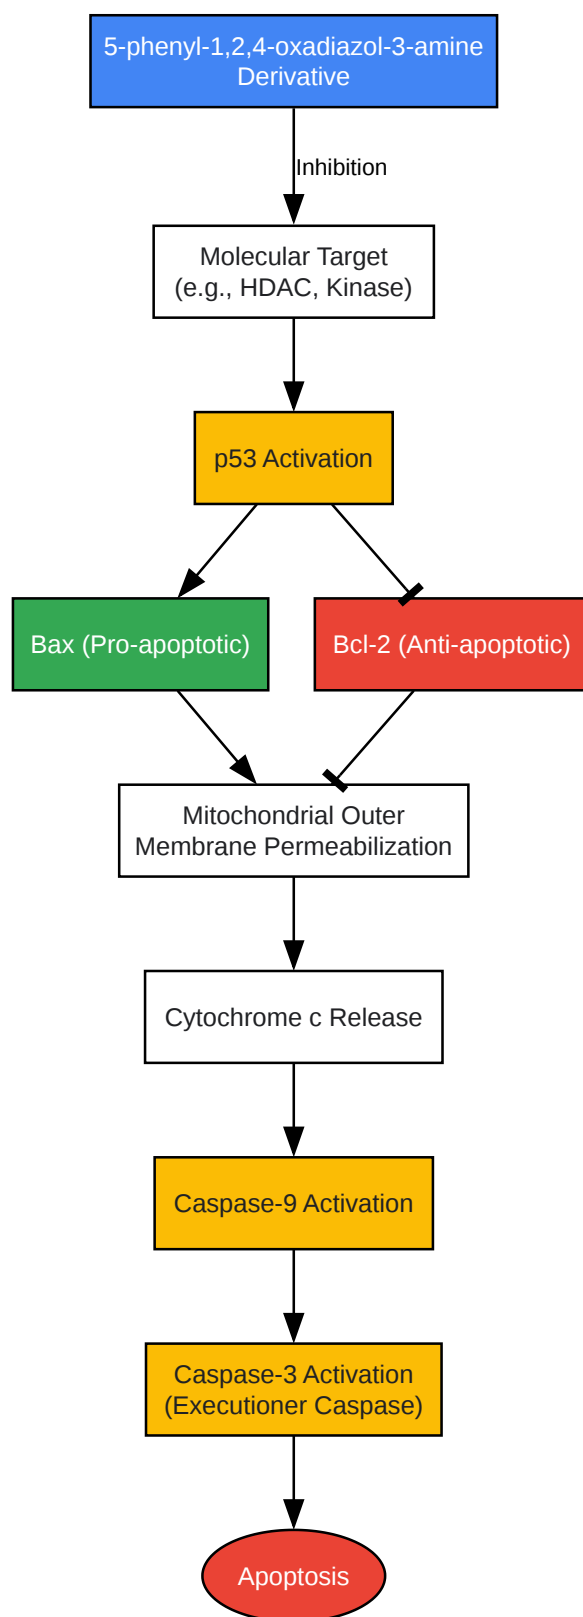 5-phenyl-1,2,4-oxadiazol-3-amine
Derivative
Inhibition
Molecular Target
(e.g., HDAC, Kinase)
p53 Activation
Bax (Pro-apoptotic)
Bcl-2 (Anti-apoptotic)
Mitochondrial Outer
Membrane Permeabilization
Cytochrome c Release
Caspase-9 Activation
Caspase-3 Activation
(Executioner Caspase)
Apoptosis